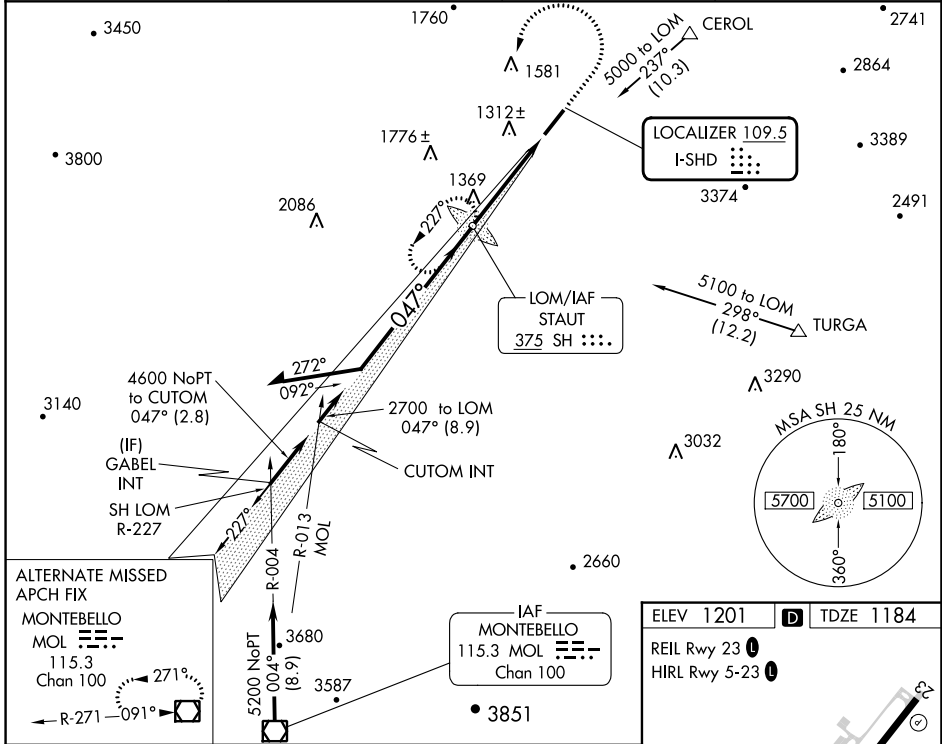 3450
1760
2741
CEROL
5000 to LOM
237°
(10.3)
2864
1581
1312±
1776±
LOCALIZER 109.5
I-SHD
3389
3800
3374
2491
1369
2086
227°
LOM/IAF
STAUT
375 SH
5100 to LOM
298°
(12.2)
TURGA
047°
272°
092°
4600 NoPT
to CUTOM
047° (2.8)
3290
3140
2700 to LOM
047° (8.9)
MSA SH 25 NM
180°
5700
5100
360°
(IF)
GABEL
INT
CUTOM INT
3032
SH LOM
R-227
227°
R-004
R-013
MOL
2660
ALTERNATE MISSED
APCH FIX
MONTEBELLO
MOL
115.3
Chan 100
271°
R-271
091°
5200 NoPT
004°
(8.9)
3680
3587
IAF
MONTEBELLO
115.3 MOL
Chan 100
3851
ELEV 1201
D
TDZE 1184
REIL Rwy 23 L
HIRL Rwy 5-23 L
23
P